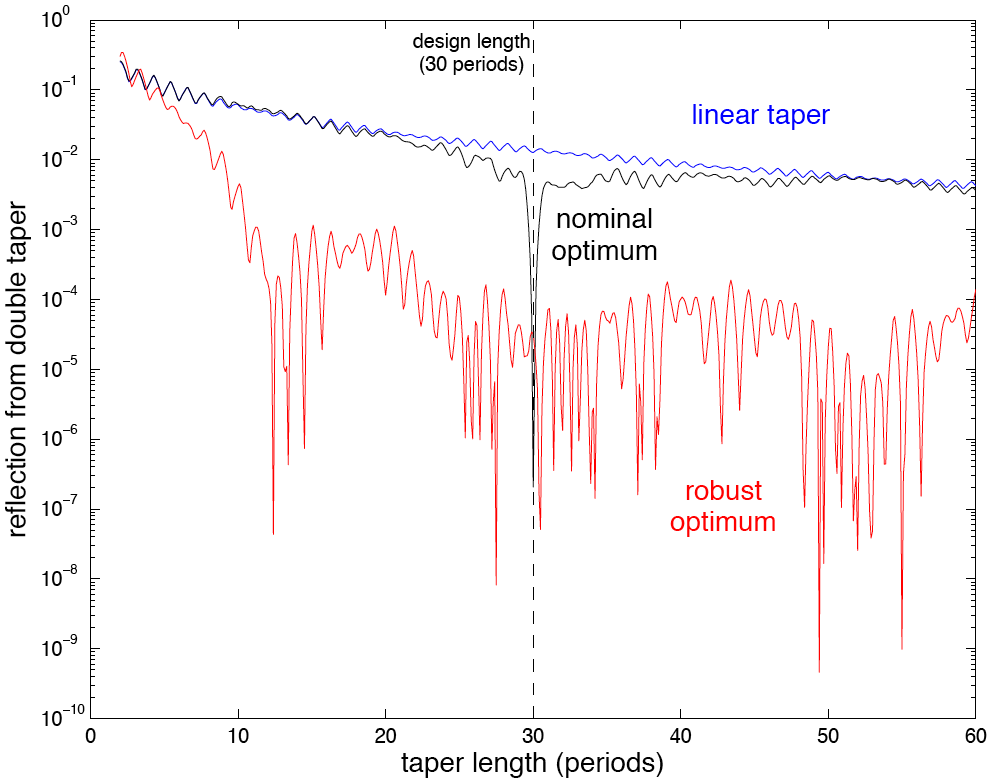 10^0
10^-1
10^-2
10^-3
10^-4
10^-5
10^-6
10^-7
10^-8
10^-9
10^-10
reflection from double taper
design length
(30 periods)
linear taper
nominal
optimum
robust
optimum
0 10 20 30 40 50 60
taper length (periods)